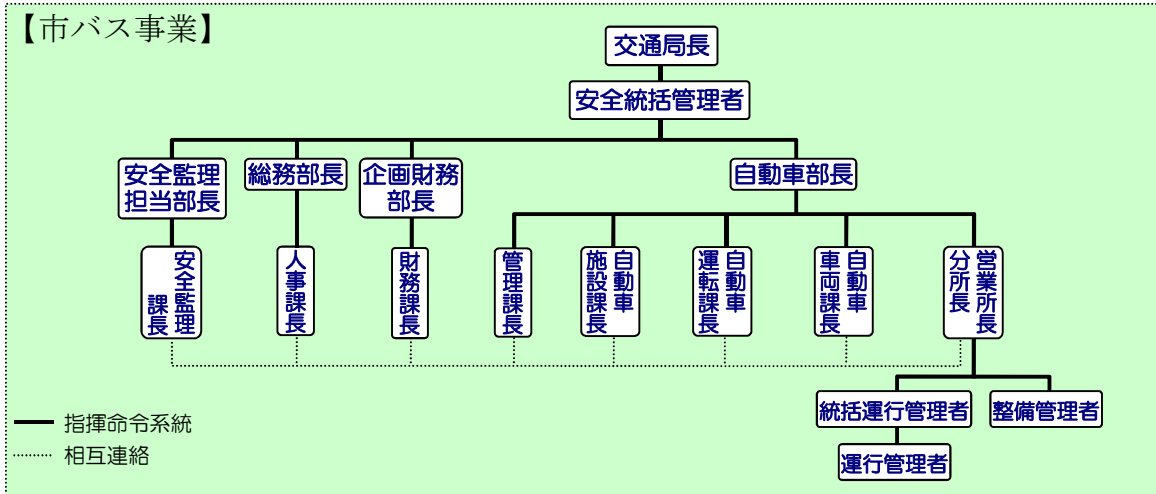 【市バス事業】
交通局長
安全統括管理者
安全監理
担当部長
総務部長
企画財務
部長
自動車部長
安全監理
課長
人事課長
財務課長
管理課長
自動車
施設課長
自動車
運転課長
自動車
車両課長
営業所長
分所長
統括運行管理者
整備管理者
運行管理者
指揮命令系統
相互連絡